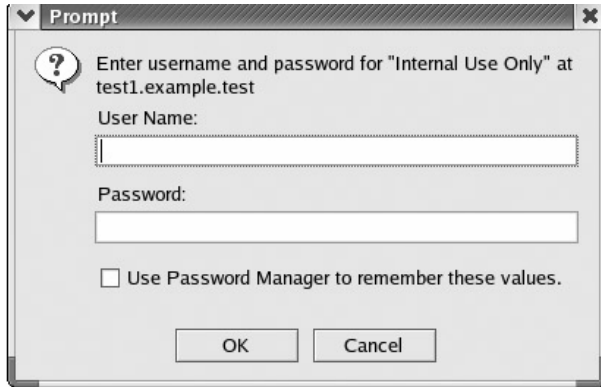 Prompt
Enter username and password for "Internal Use Only" at
test1.example.test
User Name:
Password:
Use Password Manager to remember these values.
OK
Cancel